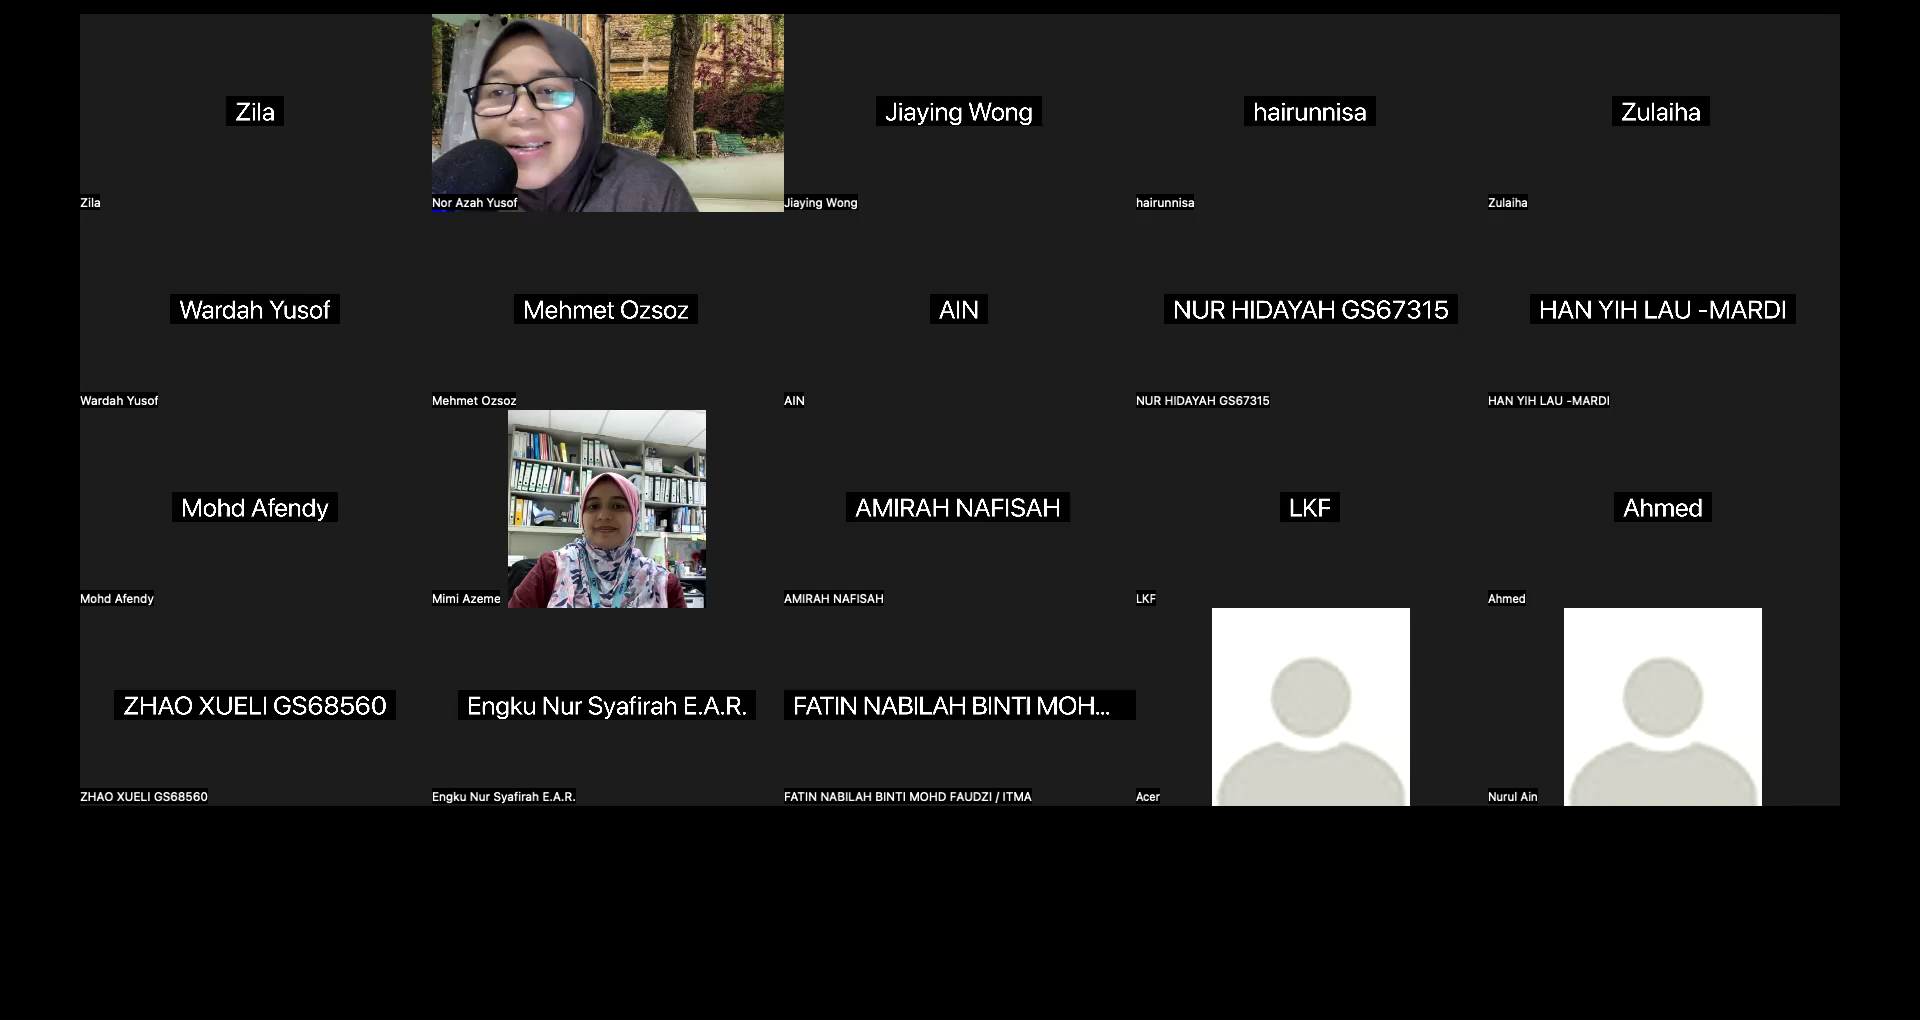 Zila
Jiaying Wong
hairunnisa
Zulaiha
Zila
Nor Azah Yusof
Jiaying Wong
hairunnisa
Zulaiha
Wardah Yusof
Mehmet Ozsoz
AIN
NUR HIDAYAH GS67315
HAN YIH LAU -MARDI
Wardah Yusof
Mehmet Ozsoz
AIN
NUR HIDAYAH GS67315
HAN YIH LAU -MARDI
Mohd Afendy
AMIRAH NAFISAH
LKF
Ahmed
Mohd Afendy
Mimi Azeme
AMIRAH NAFISAH
LKF
Ahmed
ZHAO XUELI GS68560
Engku Nur Syafirah E.A.R.
FATIN NABILAH BINTI MOH...
ZHAO XUELI GS68560
Engku Nur Syafirah E.A.R.
FATIN NABILAH BINTI MOHD FAUDZI / ITMA
Acer
Nurul Ain